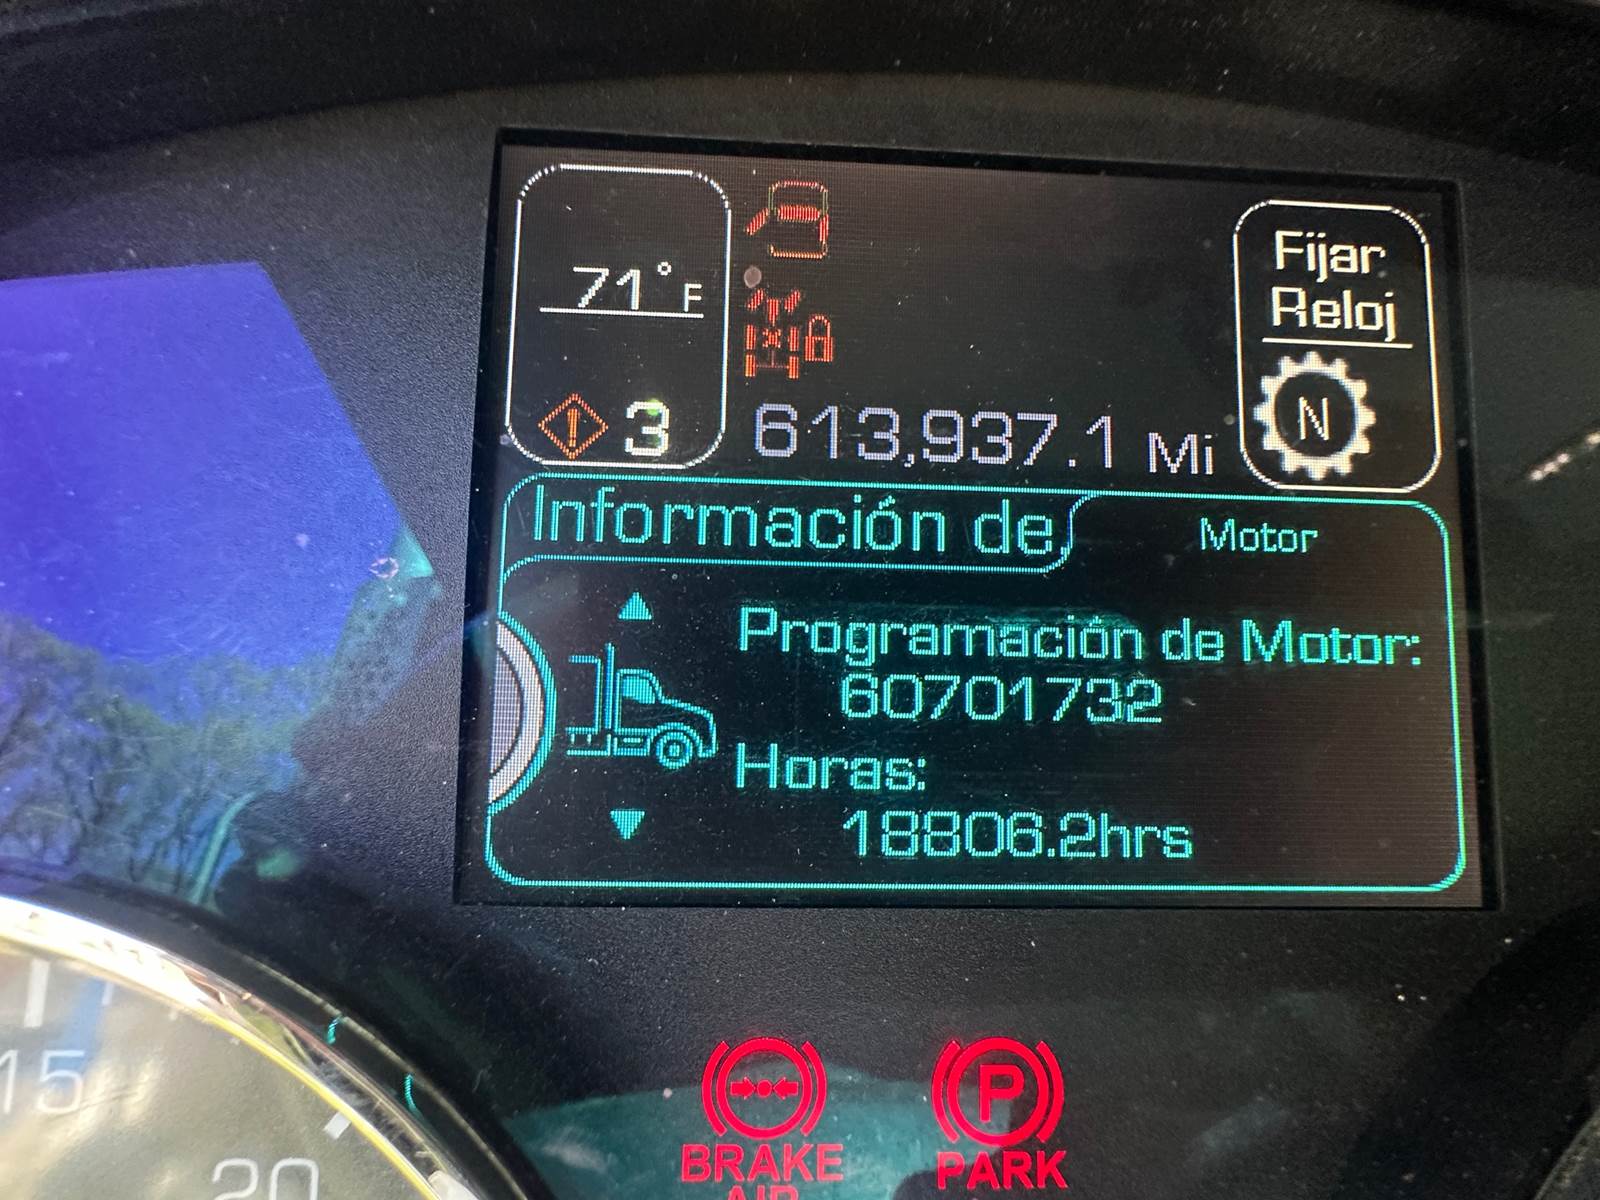 71°F
3
613,937.1 Mi
Fijar
Reloj
N
Información de
Motor
Programación de Motor:
60701732
Horas:
18806.2hrs
P
BRAKE
AIR
PARK
15
20